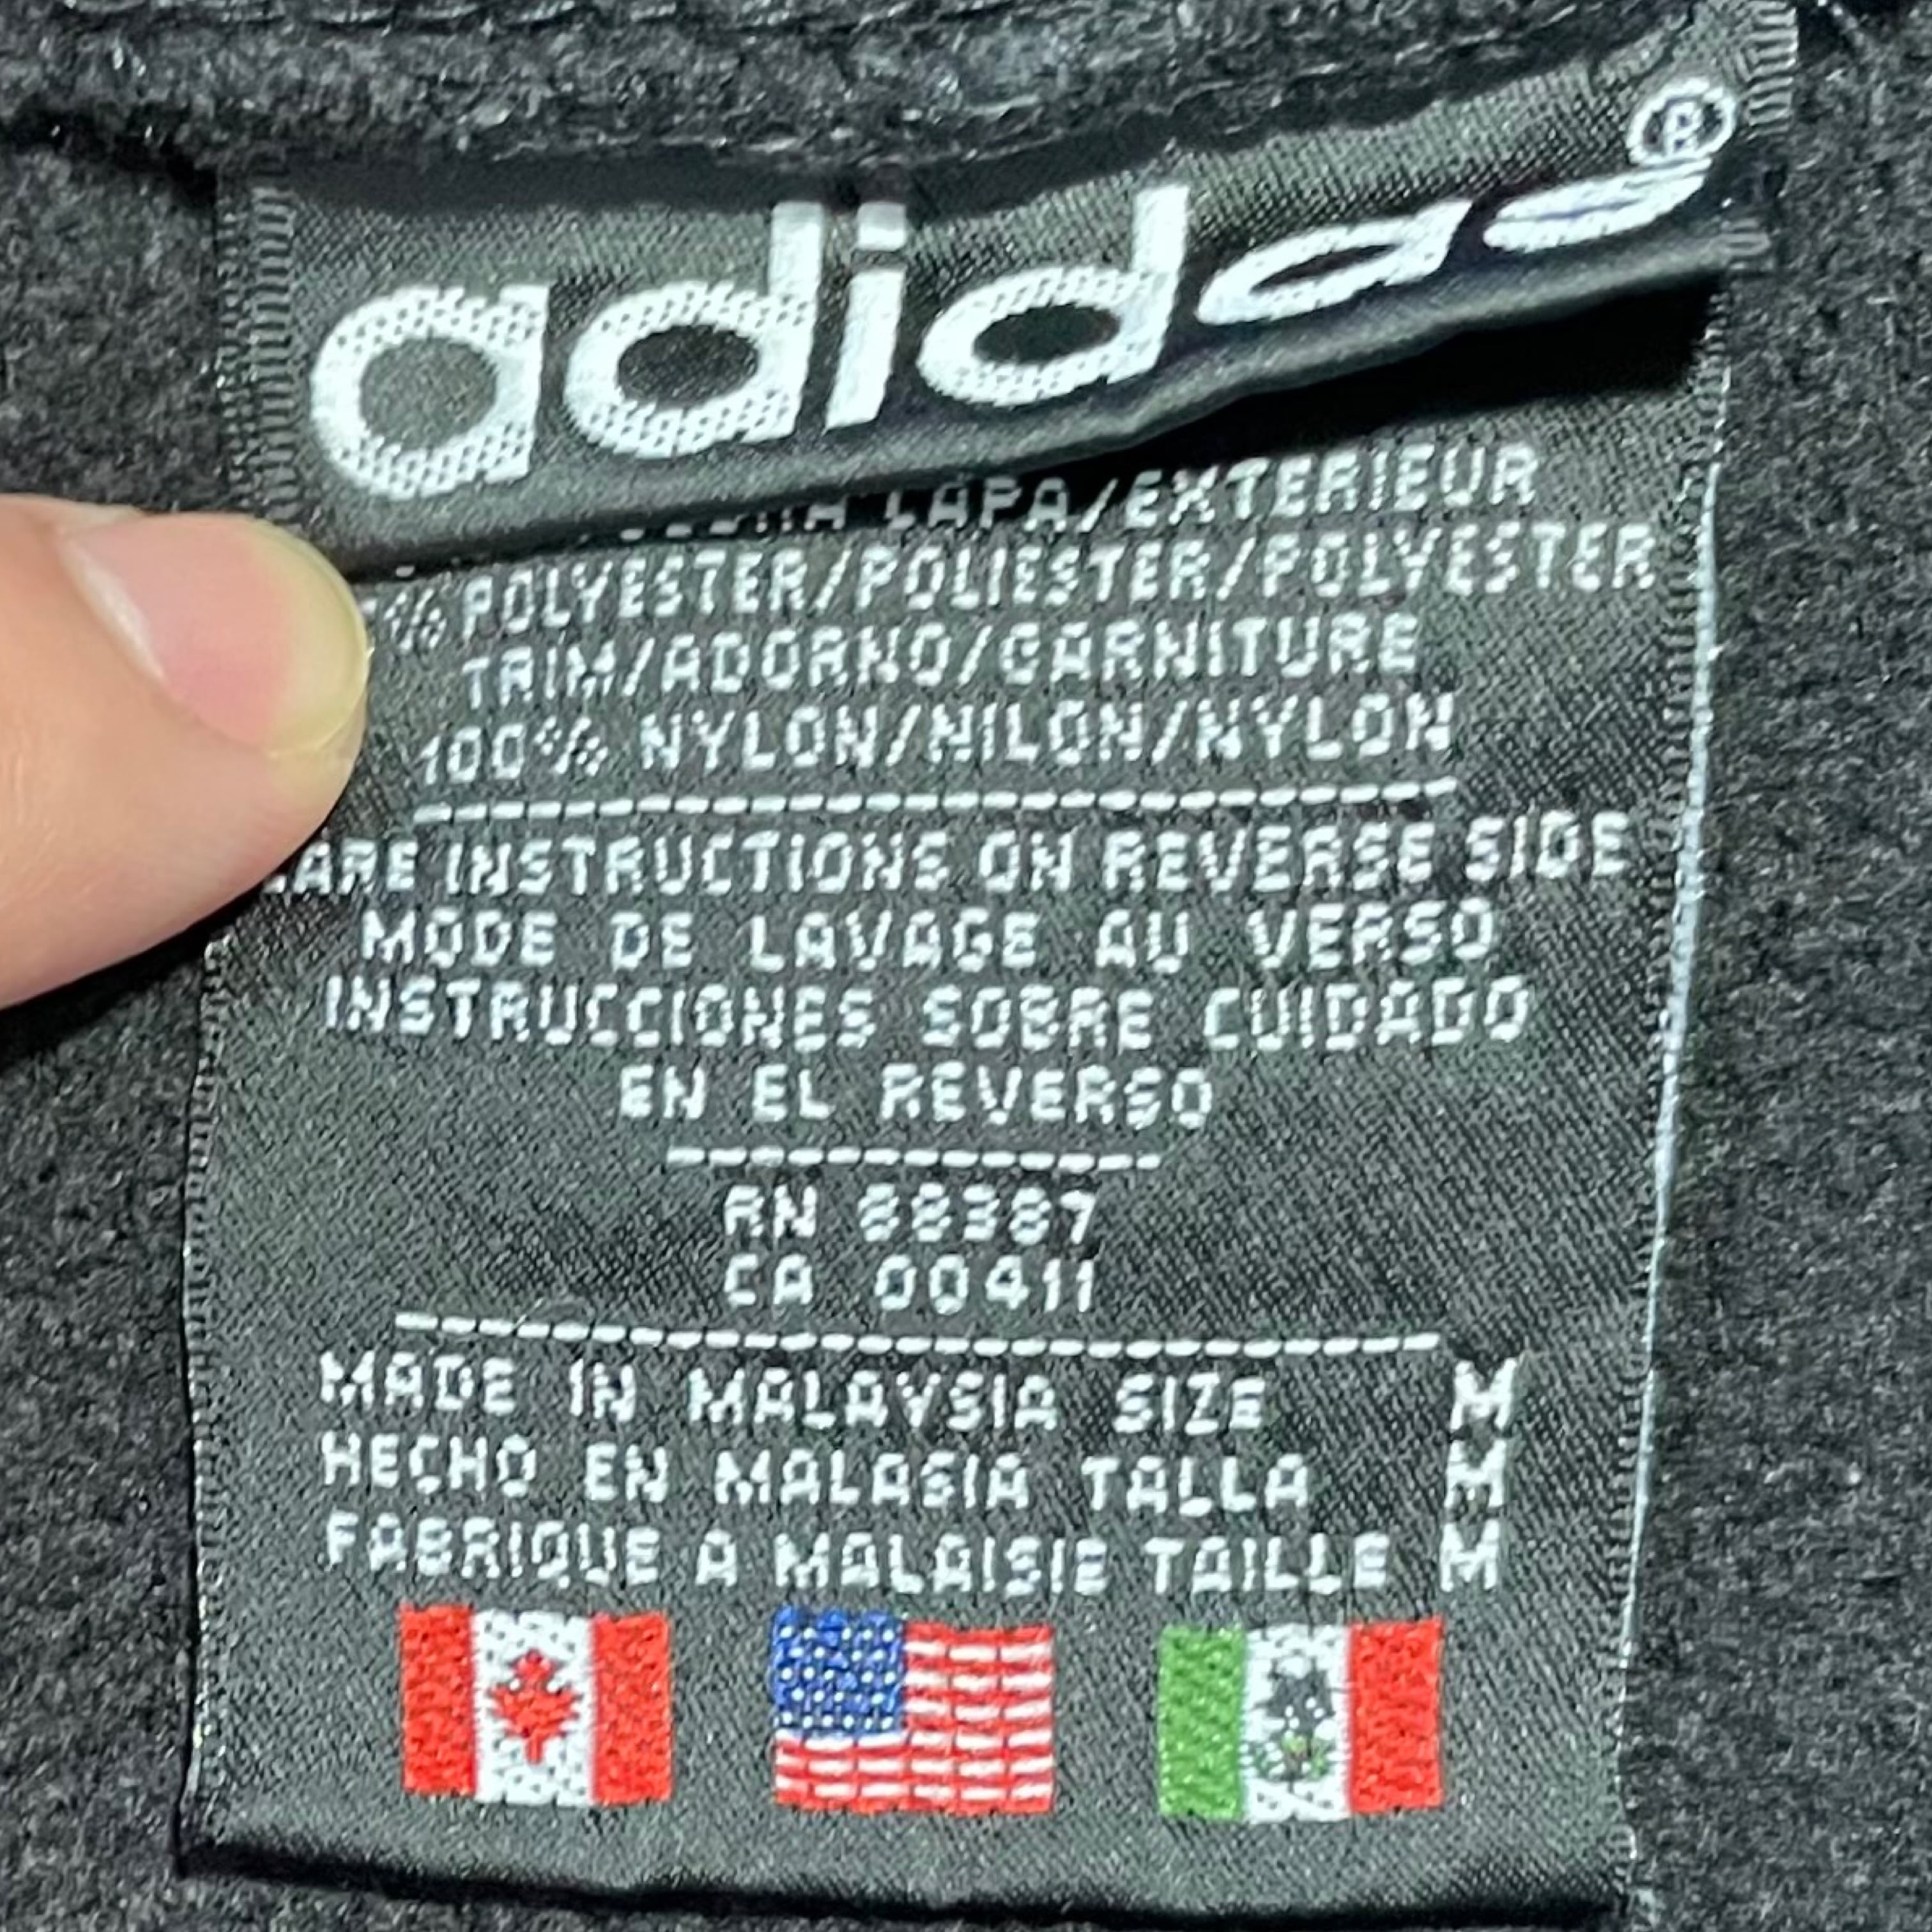 adidas®
LAPA/EXTERIEUR
% POLYESTER/POLIESTER/POLYESTER
TRIM/ADORNO/GARNITURE
100% NYLON/NILON/NYLON
CARE INSTRUCTIONS ON REVERSE SIDE
MODE DE LAVAGE AU VERSO
INSTRUCCIONES SOBRE CUIDADO
EN EL REVERSO
RN 88387
CA 00411
MADE IN MALAYSIA SIZE M
HECHO EN MALASIA TALLA M
FABRIQUE A MALAISIE TAILLE M